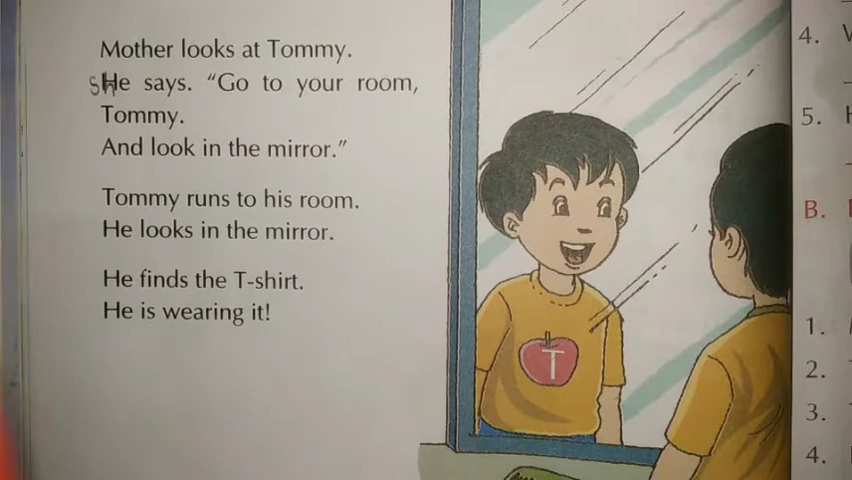 Mother looks at Tommy.
SHe says. “Go to your room,
Tommy.
And look in the mirror.”
Tommy runs to his room.
He looks in the mirror.
He finds the T-shirt.
He is wearing it!
T
4.
5.
B.
1.
2.
3.
4.